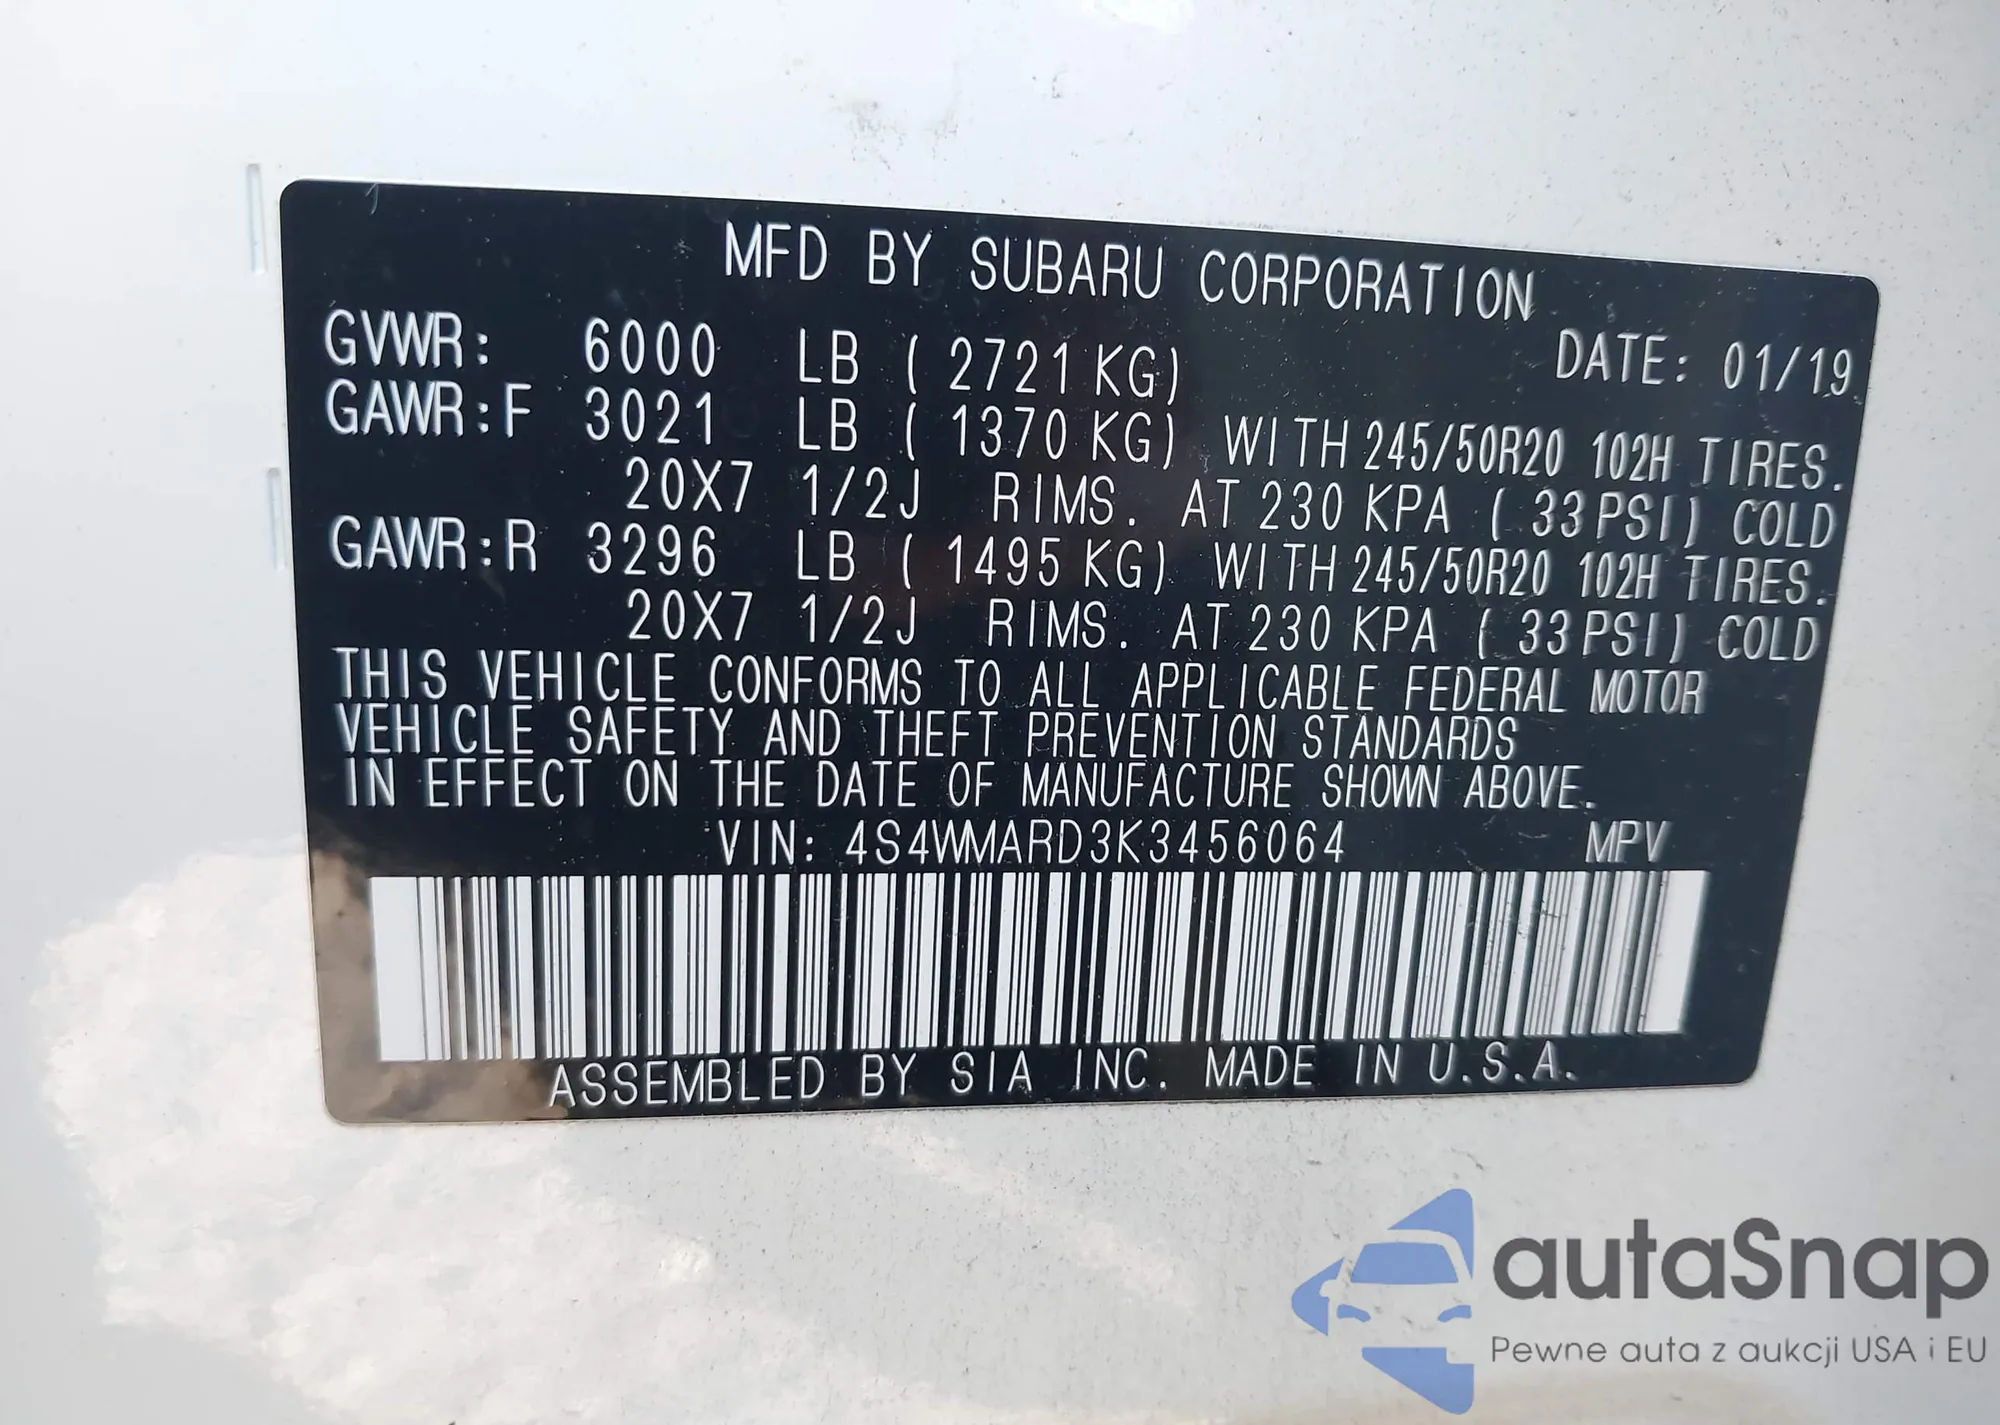 MFD BY SUBARU CORPORATION
GVWR: 6000 LB ( 2721 KG) DATE: 01/19
GAWR:F 3021 LB ( 1370 KG) WITH 245/50R20 102H TIRES.
20X7 1/2J RIMS. AT 230 KPA ( 33 PSI) COLD
GAWR:R 3296 LB ( 1495 KG) WITH 245/50R20 102H TIRES.
20X7 1/2J RIMS. AT 230 KPA ( 33 PSI) COLD
THIS VEHICLE CONFORMS TO ALL APPLICABLE FEDERAL MOTOR
VEHICLE SAFETY AND THEFT PREVENTION STANDARDS
IN EFFECT ON THE DATE OF MANUFACTURE SHOWN ABOVE.
VIN: 4S4WMARD3K3456064 MPV
ASSEMBLED BY SIA INC. MADE IN U.S.A.
autaSnap
Pewne auta z aukcji USA i EU